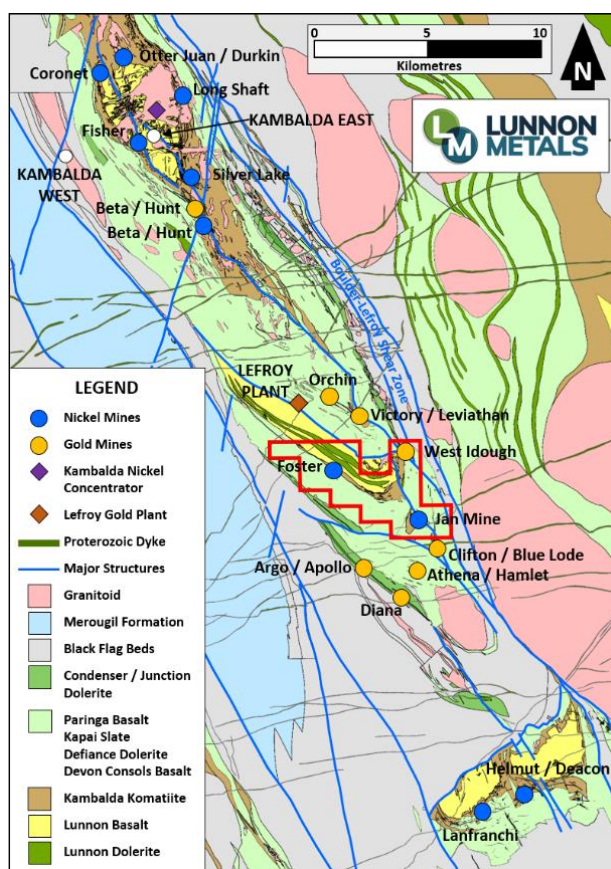 Otter Juan / Durkin
Coronet
Long Shaft
KAMBALDA EAST
Fisher
KAMBALDA
WEST
Silver Lake
Beta / Hunt
Beta / Hunt
0 5 10
Kilometres
N
LM
LUNNON
METALS
Boulder-Lefroy Shear Zone
LEFROY
PLANT
Orchin
Victory / Leviathan
West Idough
Foster
Jan Mine
Clifton / Blue Lode
Argo / Apollo
Athena / Hamlet
Diana
Helmut / Deacon
Lanfranchi
LEGEND
Nickel Mines
Gold Mines
Kambalda Nickel
Concentrator
Lefroy Gold Plant
Proterozoic Dyke
Major Structures
Granitoid
Merougil Formation
Black Flag Beds
Condenser / Junction
Dolerite
Paringa Basalt
Kapai Slate
Defiance Dolerite
Devon Consols Basalt
Kambalda Komatiite
Lunnon Basalt
Lunnon Dolerite